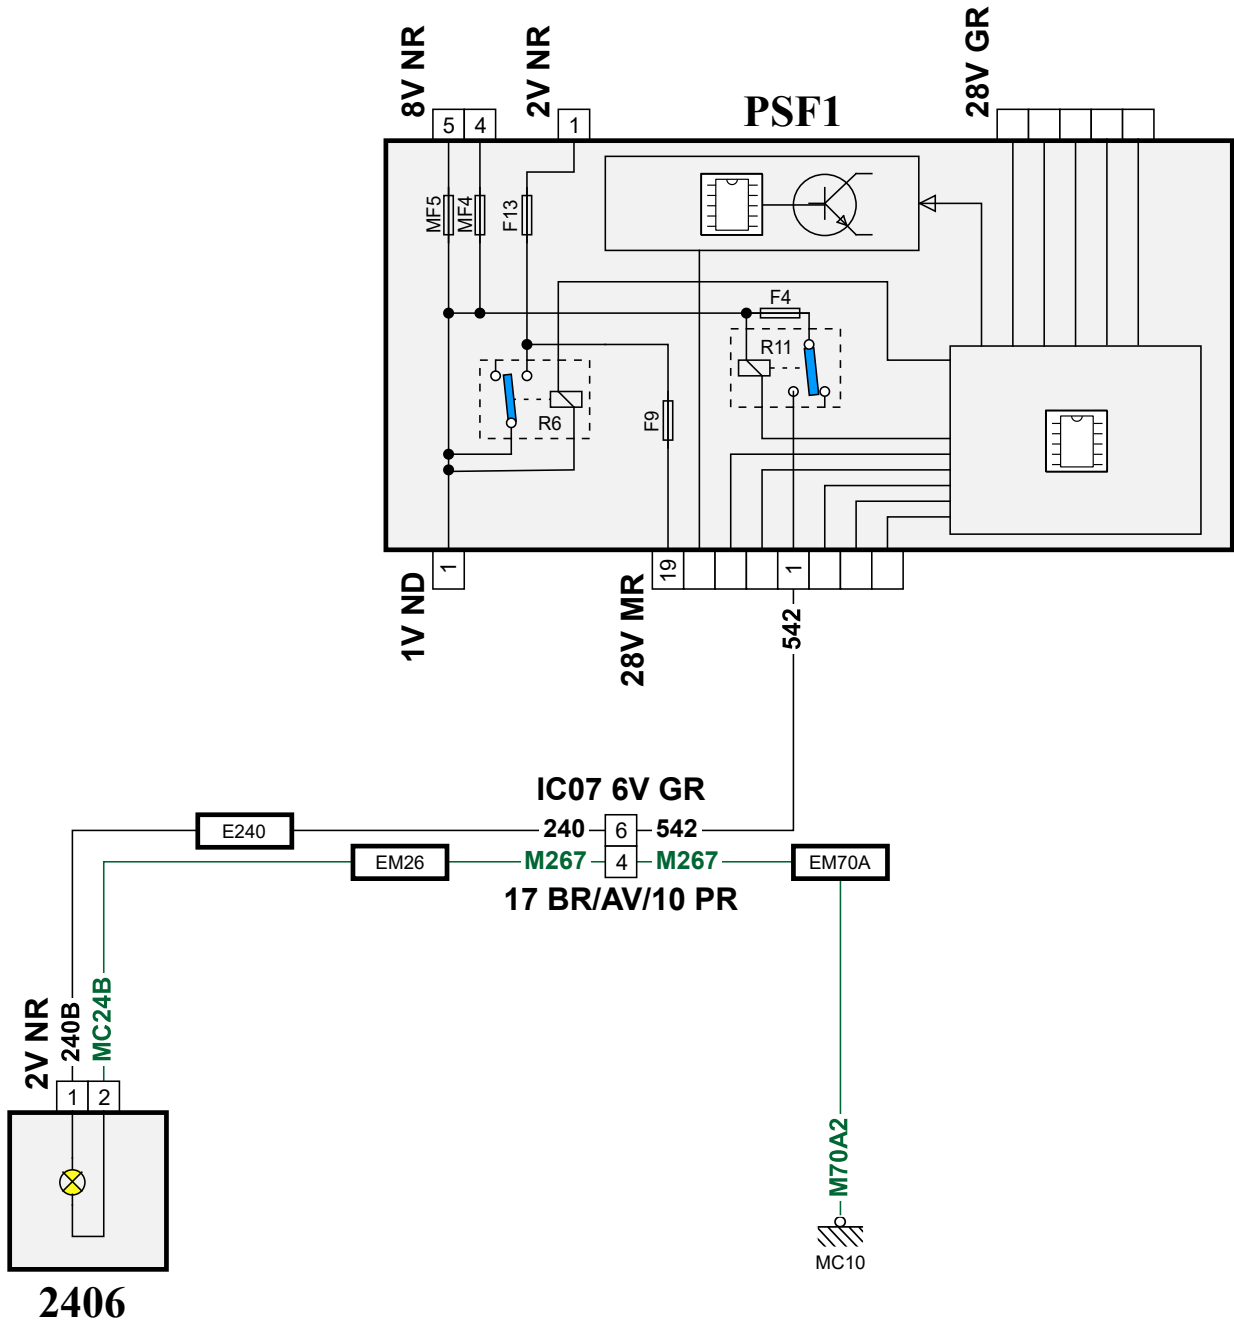 8V NR
2V NR
PSF1
28V GR
5 4 1
MF5 MF4 F13
F4
R11
R6
F9
1V ND
1
28V MR
19 1
542
IC07 6V GR
E240 240 6 542
EM26 M267 4 M267 EM70A
17 BR/AV/10 PR
2V NR
240B
MC24B
1 2
M70A2
MC10
2406